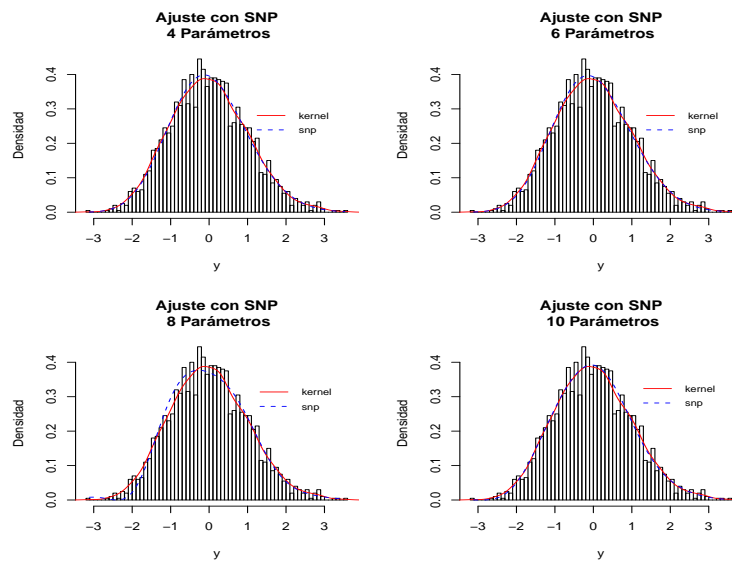 Ajuste con SNP
4 Parámetros
Densidad
0.0 0.1 0.2 0.3 0.4
kernel
snp
−3 −2 −1 0 1 2 3
y
Ajuste con SNP
6 Parámetros
Densidad
0.0 0.1 0.2 0.3 0.4
kernel
snp
−3 −2 −1 0 1 2 3
y
Ajuste con SNP
8 Parámetros
Densidad
0.0 0.1 0.2 0.3 0.4
kernel
snp
−3 −2 −1 0 1 2 3
y
Ajuste con SNP
10 Parámetros
Densidad
0.0 0.1 0.2 0.3 0.4
kernel
snp
−3 −2 −1 0 1 2 3
y